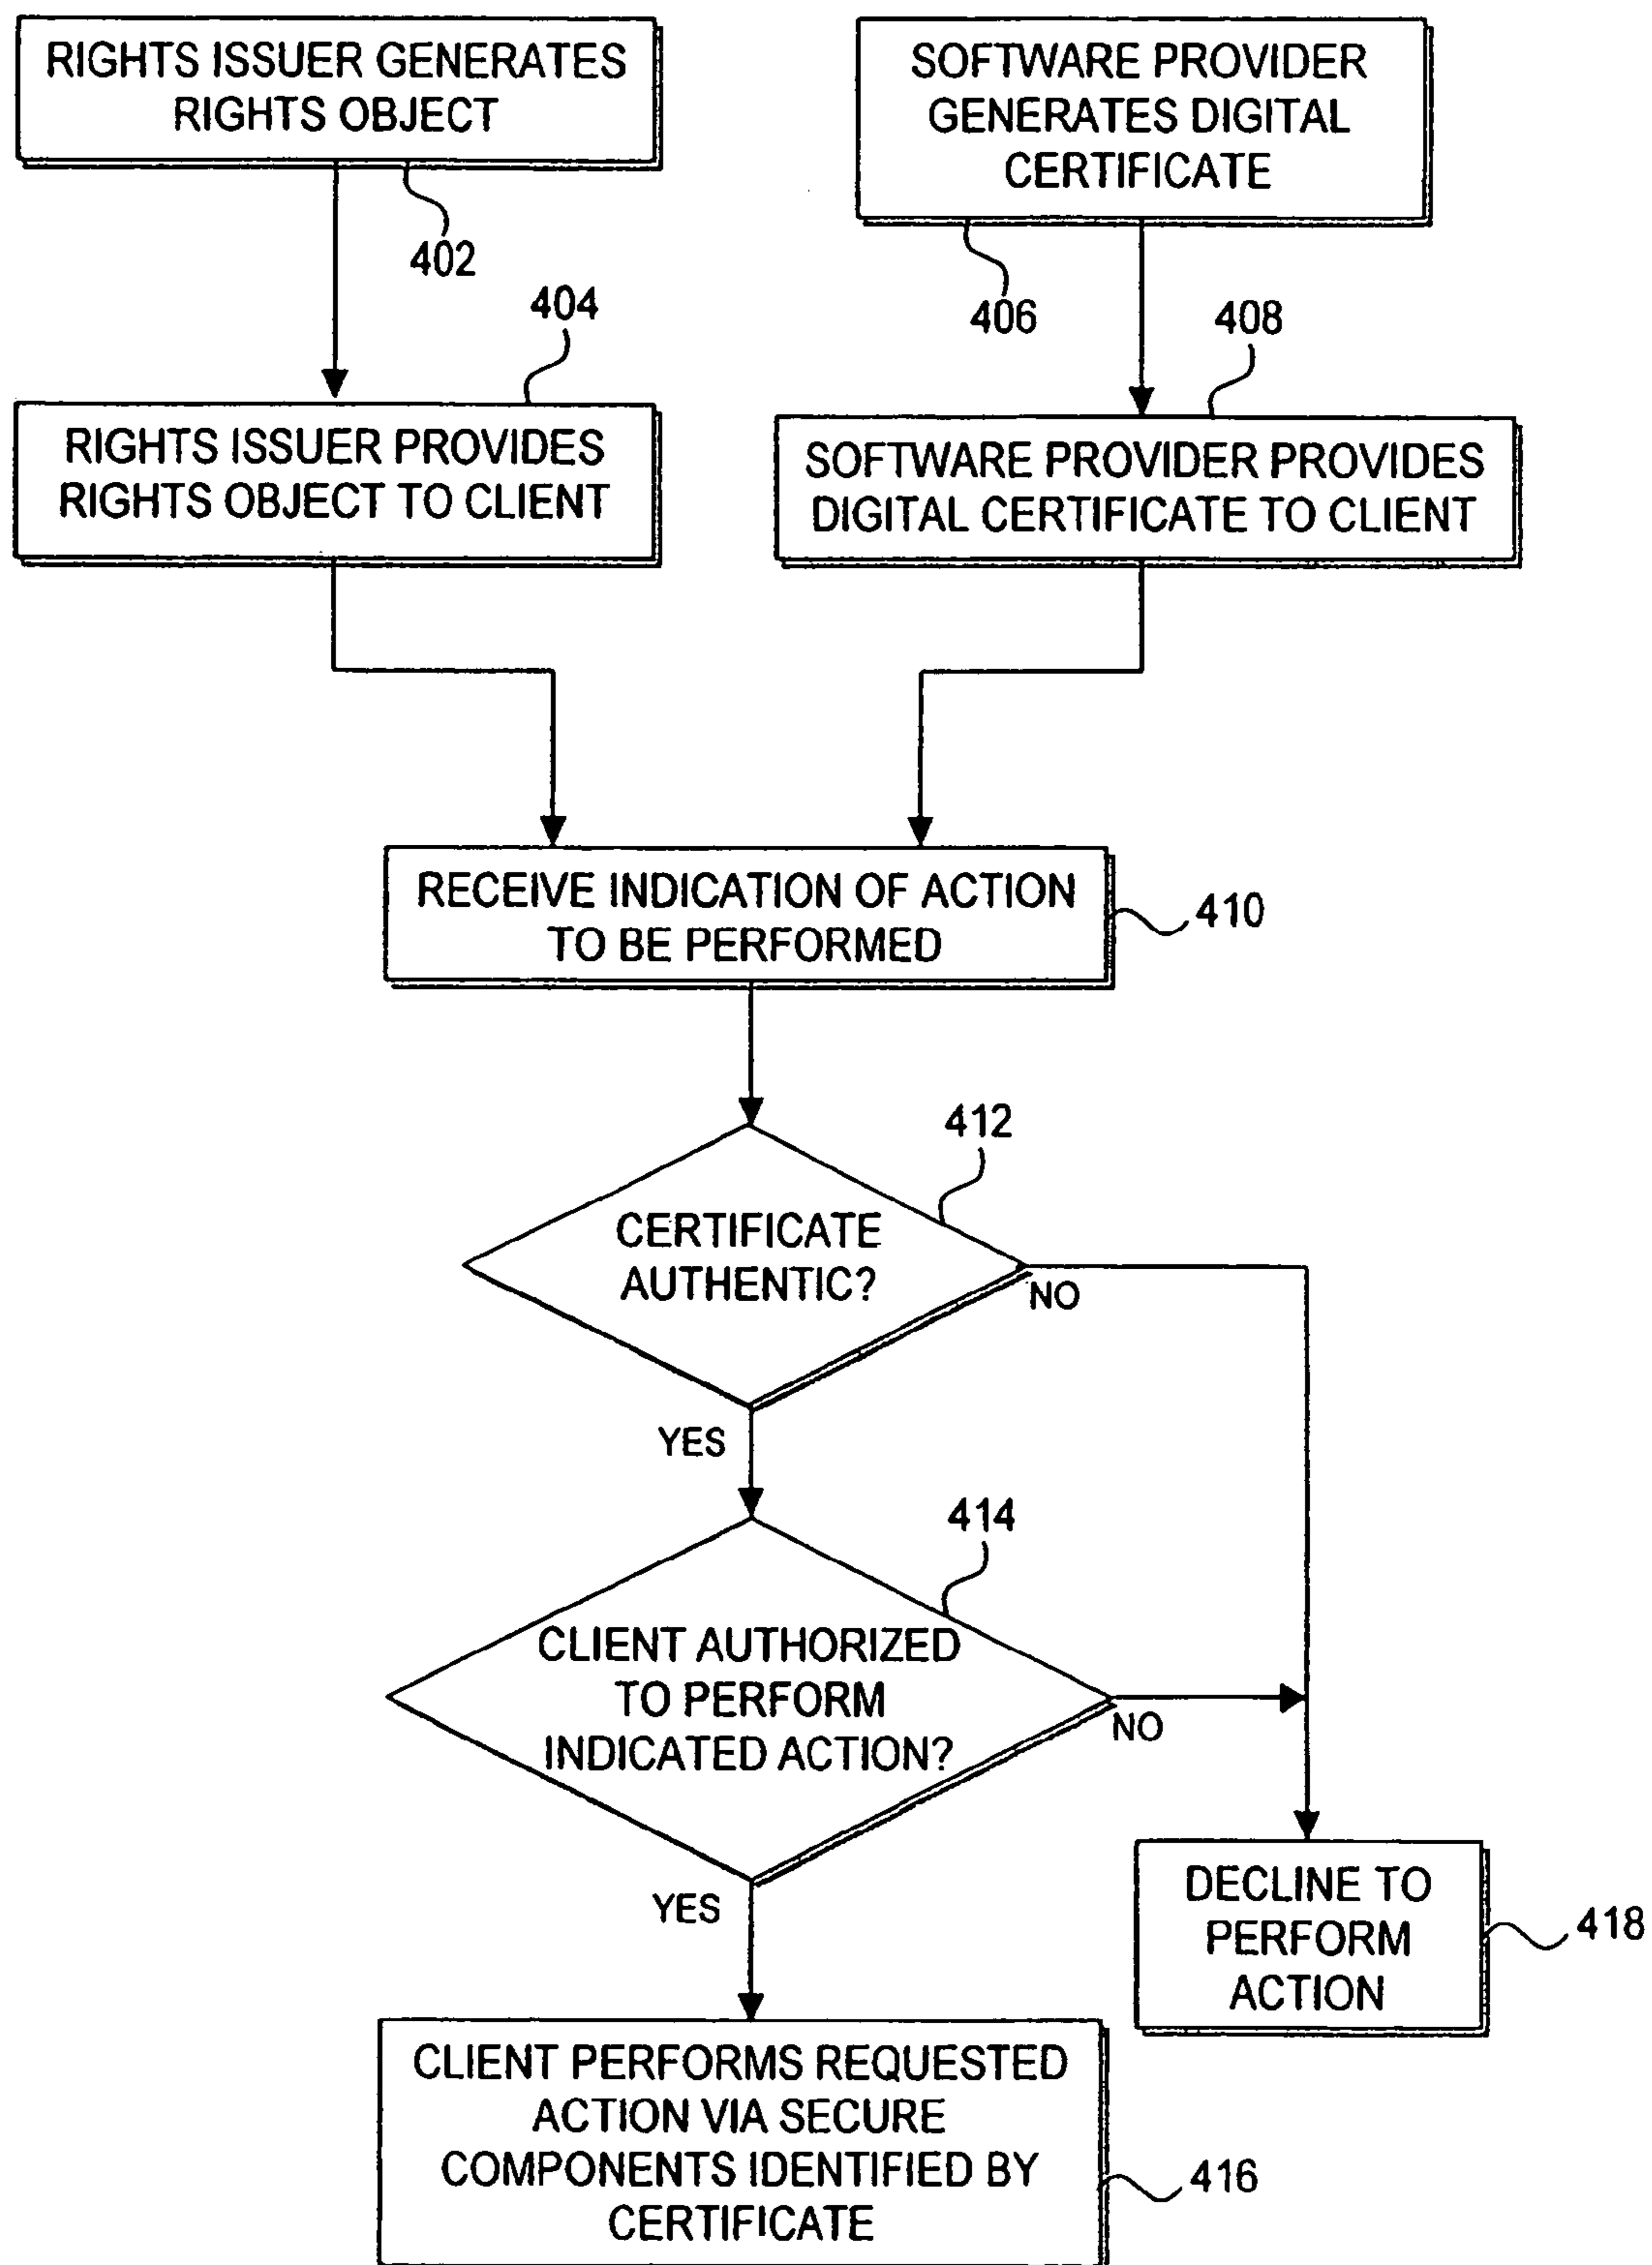 RIGHTS ISSUER GENERATES
RIGHTS OBJECT
402
SOFTWARE PROVIDER
GENERATES DIGITAL
CERTIFICATE
406
404
RIGHTS ISSUER PROVIDES
RIGHTS OBJECT TO CLIENT
408
SOFTWARE PROVIDER PROVIDES
DIGITAL CERTIFICATE TO CLIENT
RECEIVE INDICATION OF ACTION
TO BE PERFORMED
410
412
CERTIFICATE
AUTHENTIC?
NO
YES
414
CLIENT AUTHORIZED
TO PERFORM
INDICATED ACTION?
NO
YES
DECLINE TO
PERFORM
ACTION
418
CLIENT PERFORMS REQUESTED
ACTION VIA SECURE
COMPONENTS IDENTIFIED BY
CERTIFICATE
416